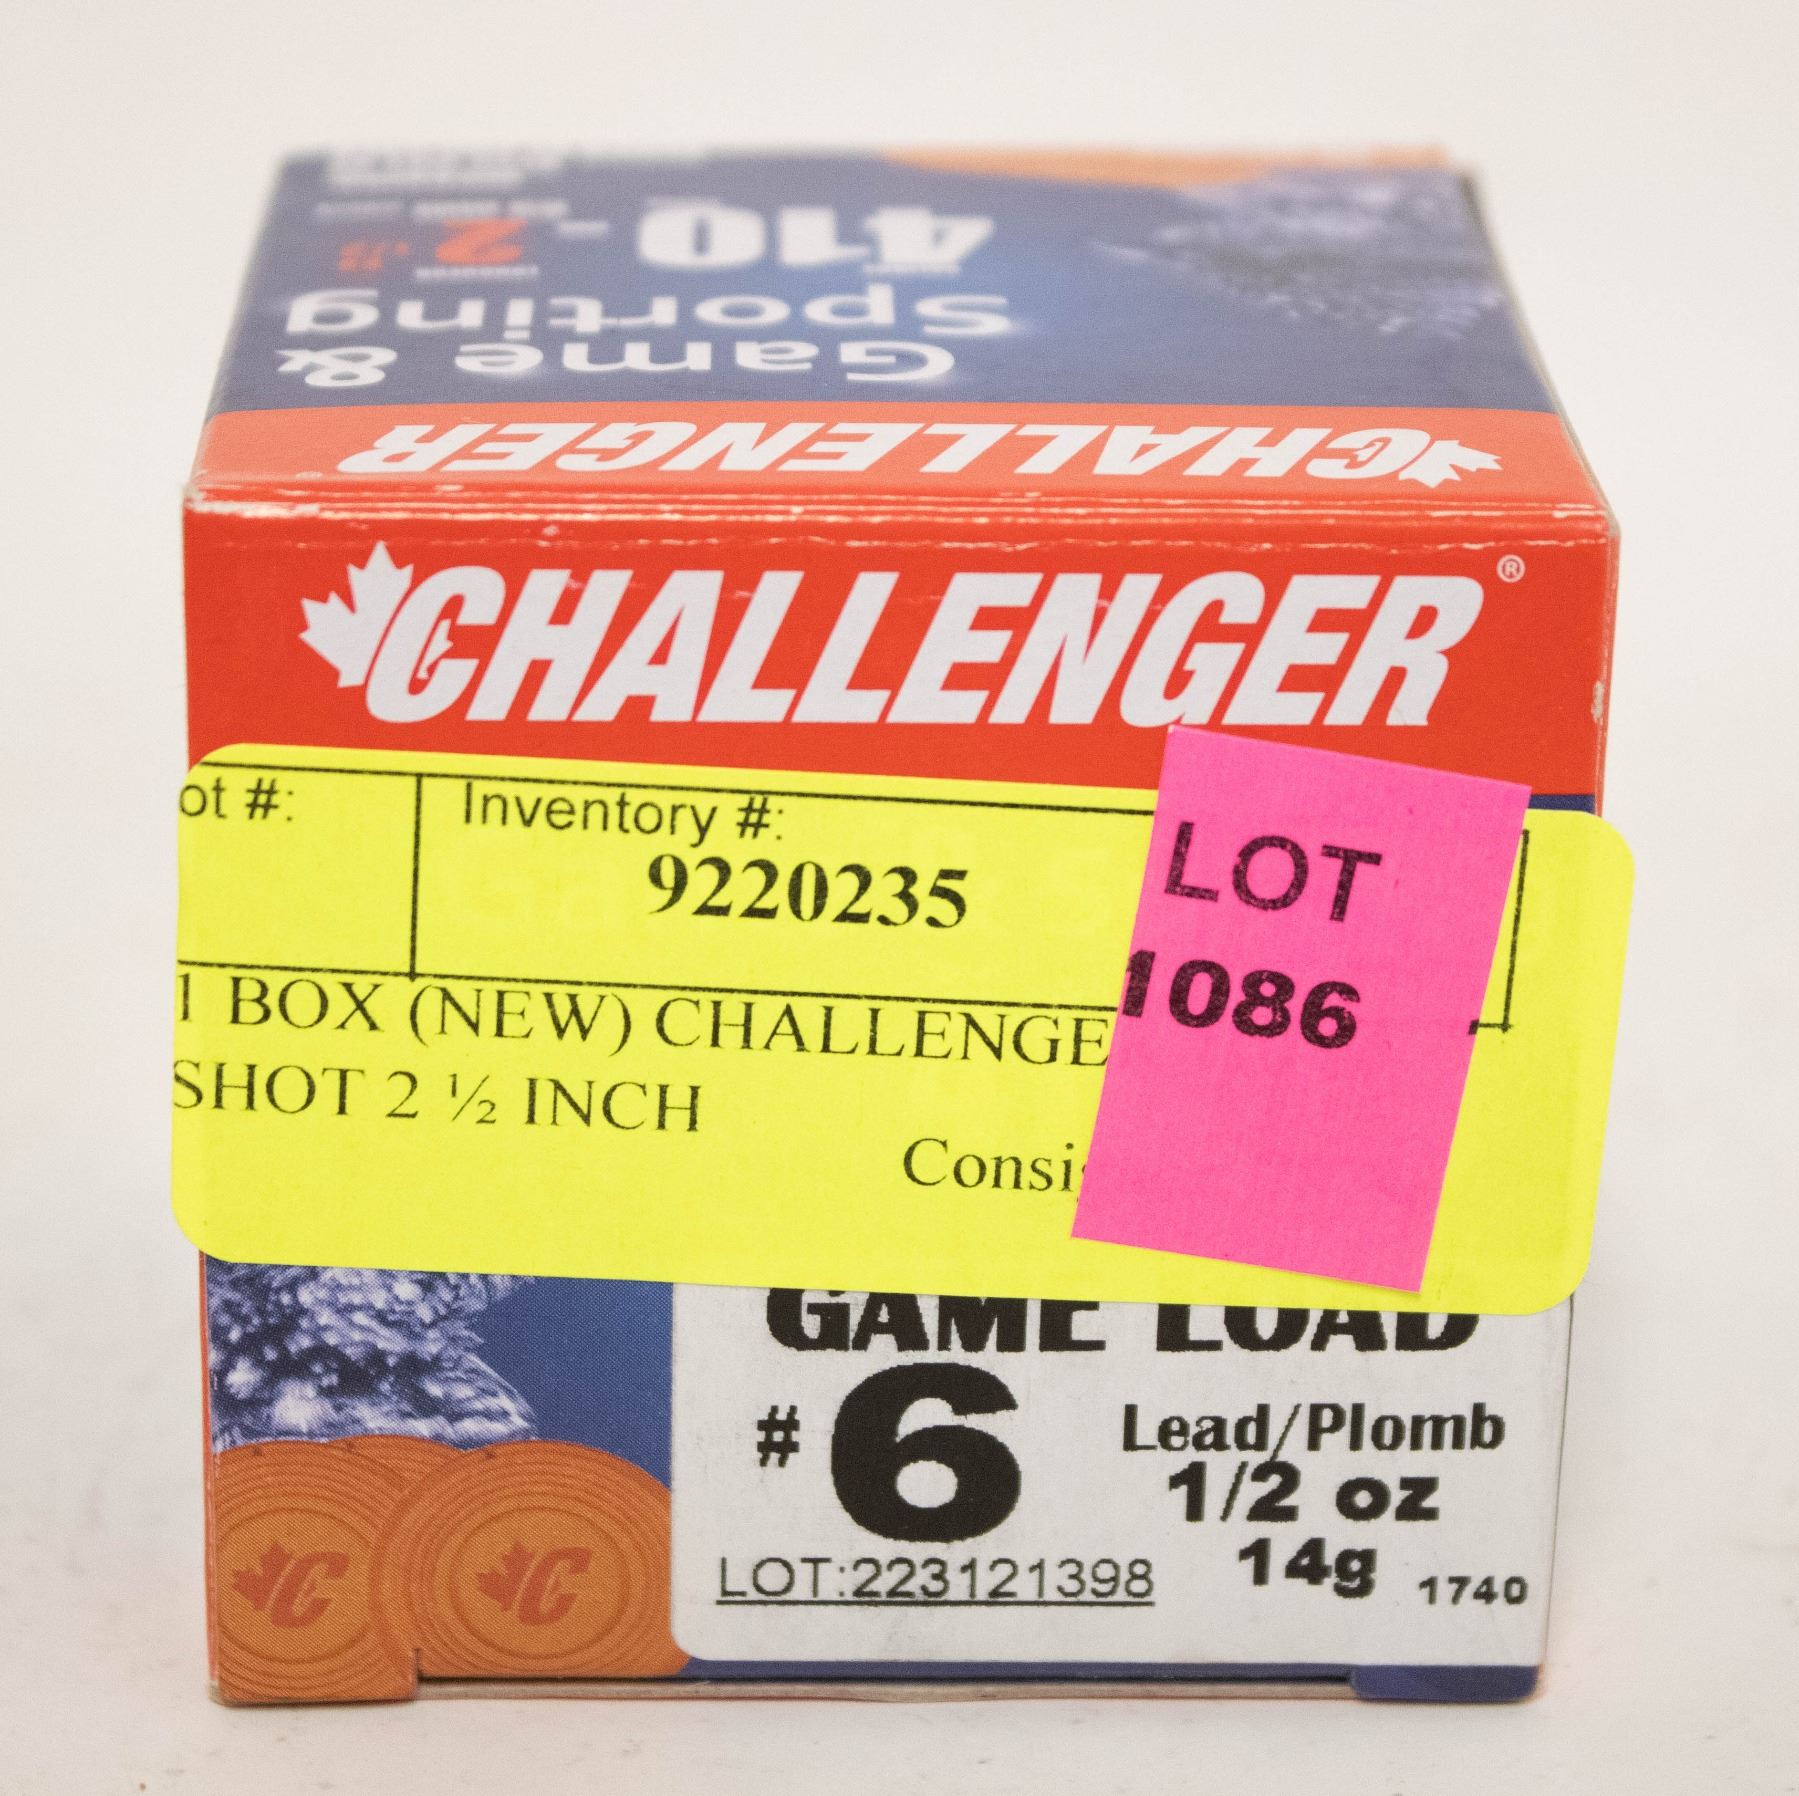 410 - 2
Game &
Sporting
CHALLENGER
CHALLENGER®
ot #:
Inventory #:
9220235
LOT
1086
1 BOX (NEW) CHALLENGE
SHOT 2 ½ INCH
Consi
GAME LOAD
# 6
Lead/Plomb
1/2 oz
14g
LOT:223121398
1740